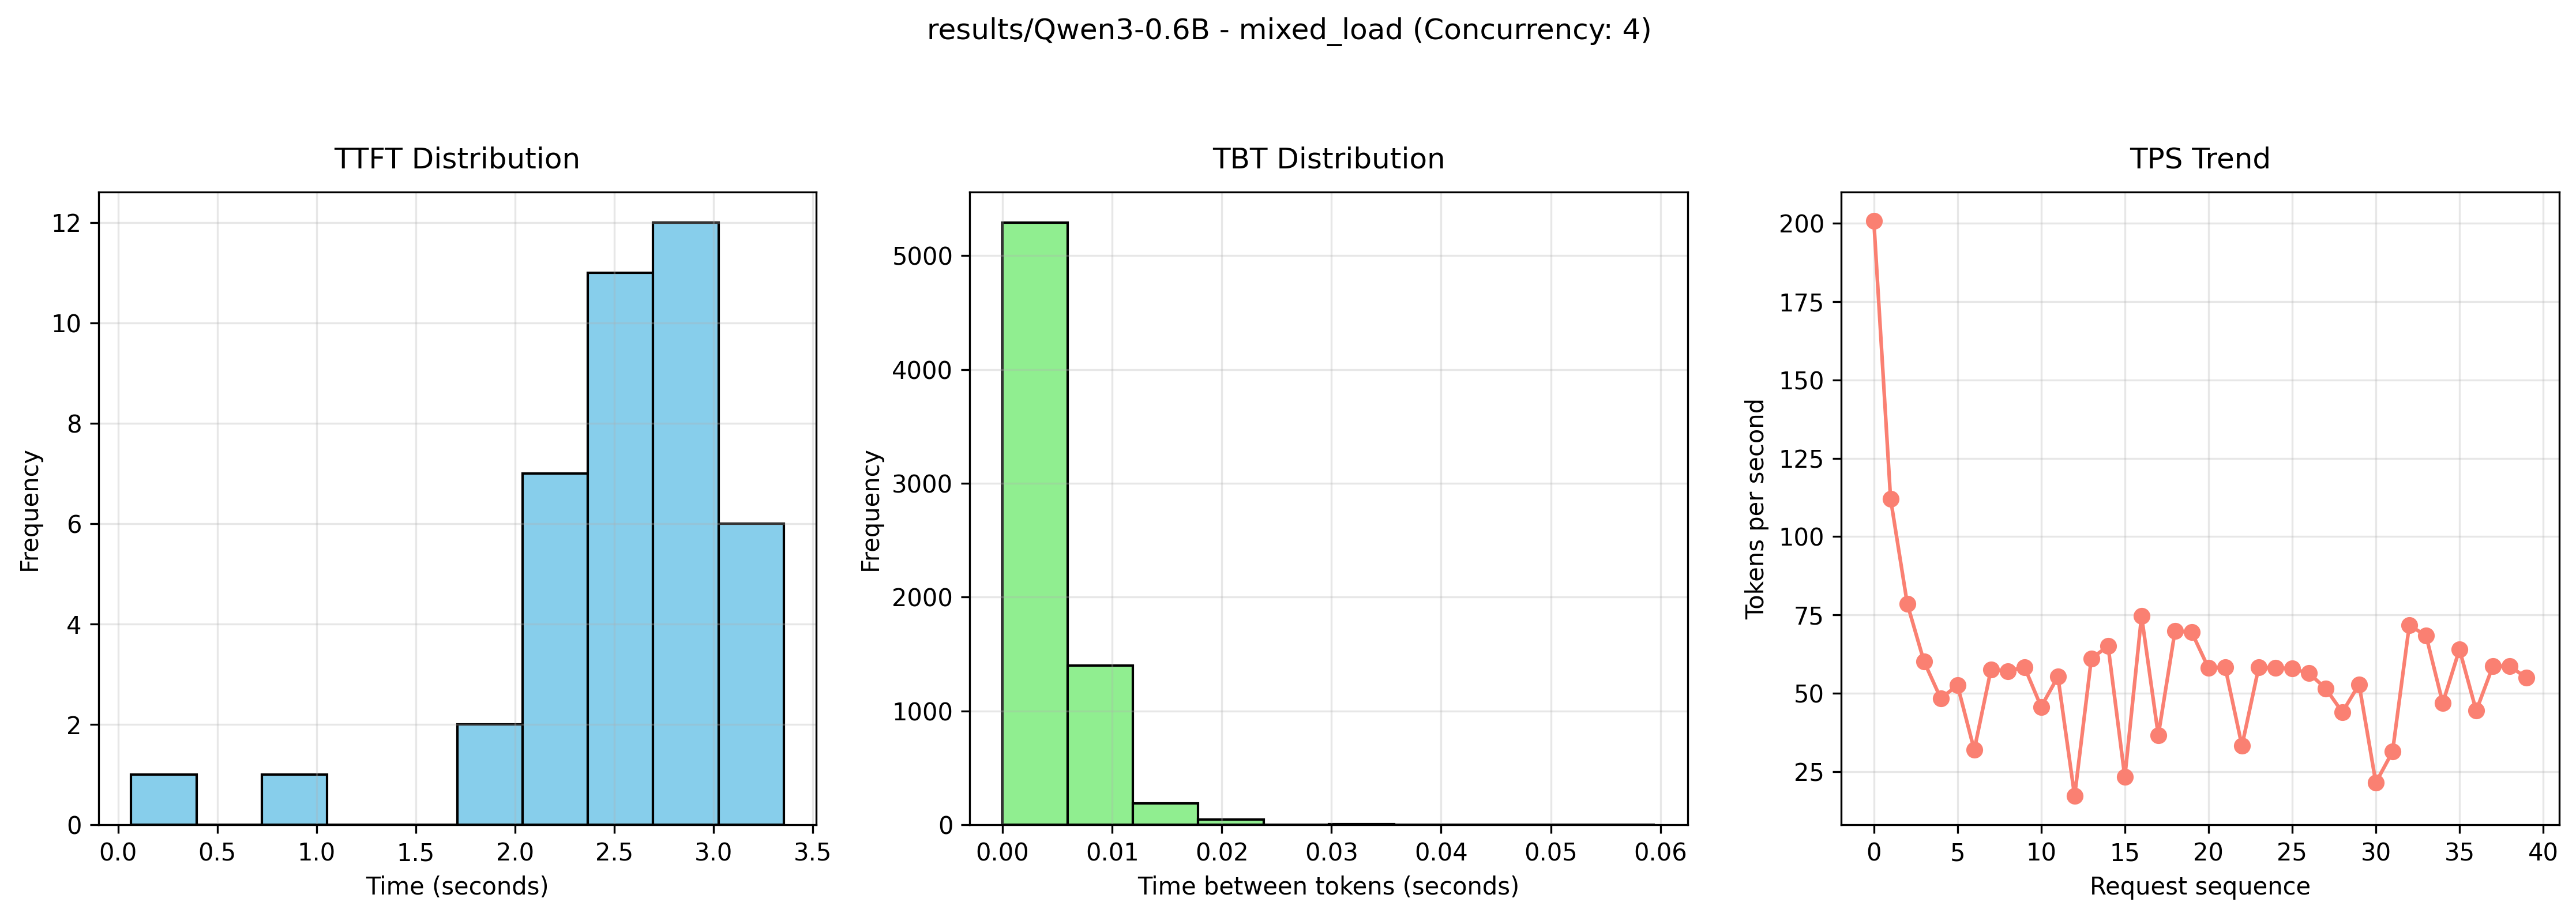 results/Qwen3-0.6B - mixed_load (Concurrency: 4)
TTFT Distribution
Frequency
12
10
8
6
4
2
0
0.0 0.5 1.0 1.5 2.0 2.5 3.0 3.5
Time (seconds)
TBT Distribution
Frequency
5000
4000
3000
2000
1000
0
0.00 0.01 0.02 0.03 0.04 0.05 0.06
Time between tokens (seconds)
TPS Trend
Tokens per second
200
175
150
125
100
75
50
25
0 5 10 15 20 25 30 35 40
Request sequence